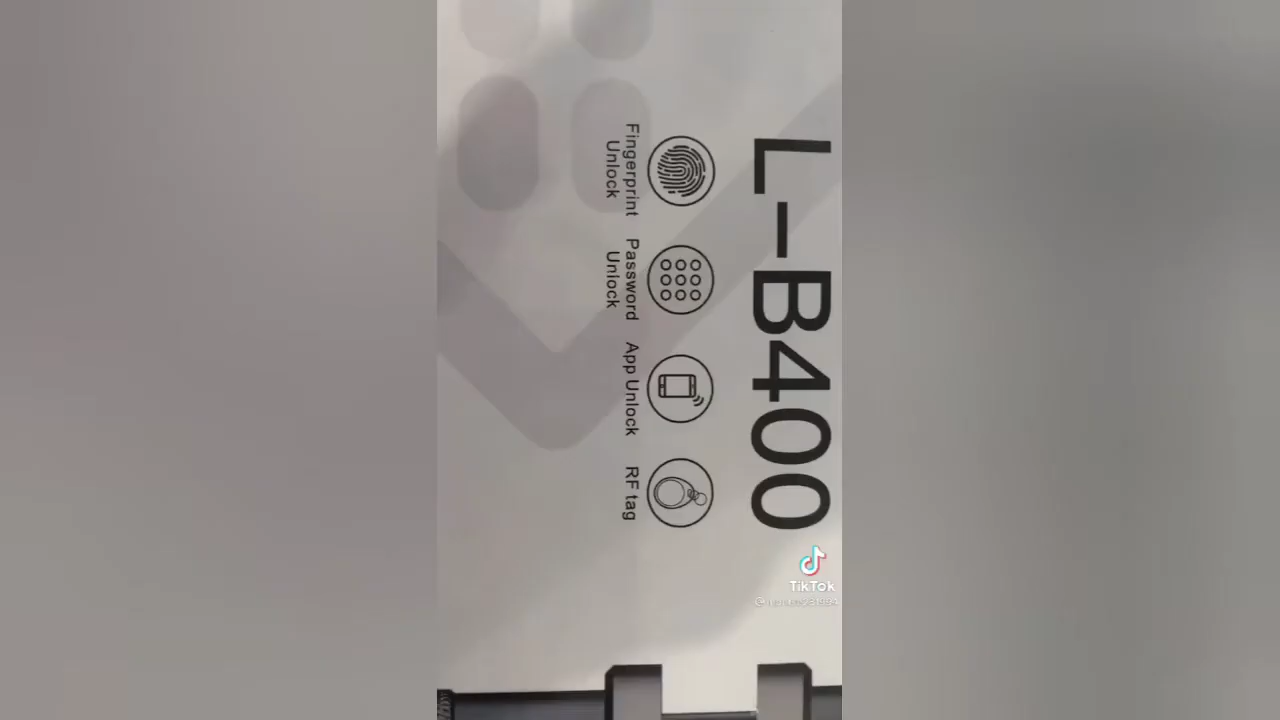 L-B400
Fingerprint
Unlock
Password
Unlock
App Unlock
RF tag
TikTok